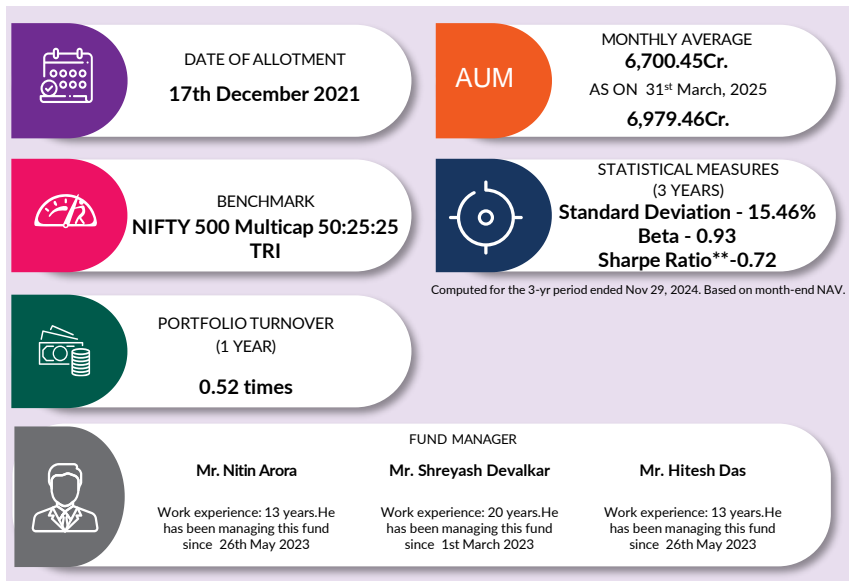 DATE OF ALLOTMENT
17th December 2021
AUM
MONTHLY AVERAGE
6,700.45Cr.
AS ON 31st March, 2025
6,979.46Cr.
BENCHMARK
NIFTY 500 Multicap 50:25:25
TRI
STATISTICAL MEASURES
(3 YEARS)
Standard Deviation - 15.46%
Beta - 0.93
Sharpe Ratio**-0.72
Computed for the 3-yr period ended Nov 29, 2024. Based on month-end NAV.
PORTFOLIO TURNOVER
(1 YEAR)
0.52 times
FUND MANAGER
Mr. Nitin Arora
Work experience: 13 years.He
has been managing this fund
since 26th May 2023
Mr. Shreyash Devalkar
Work experience: 20 years.He
has been managing this fund
since 1st March 2023
Mr. Hitesh Das
Work experience: 13 years.He
has been managing this fund
since 26th May 2023